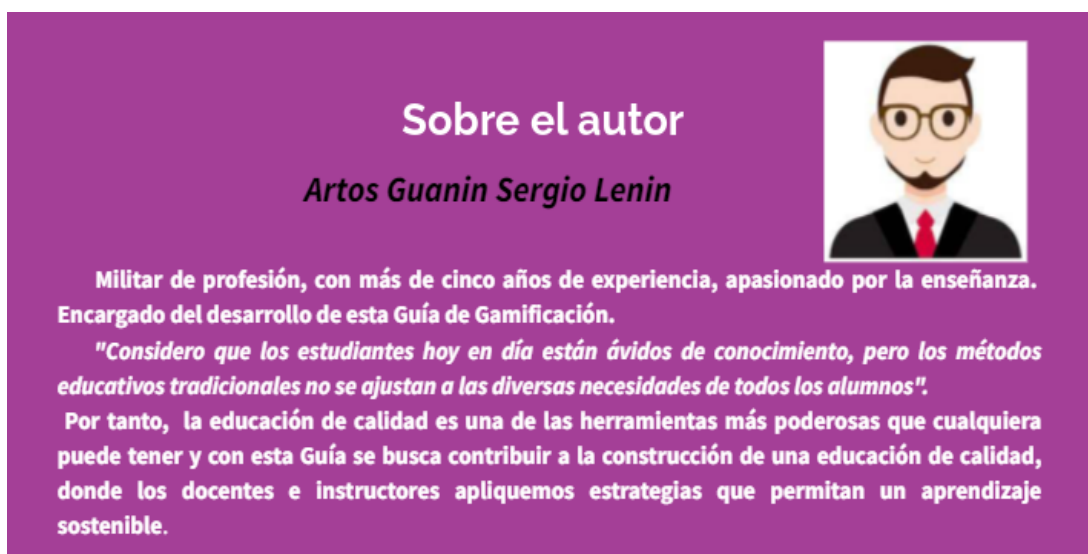 Sobre el autor
Artos Guanin Sergio Lenin
Militar de profesión, con más de cinco años de experiencia, apasionado por la enseñanza.
Encargado del desarrollo de esta Guía de Gamificación.
"Considero que los estudiantes hoy en día están ávidos de conocimiento, pero los métodos
educativos tradicionales no se ajustan a las diversas necesidades de todos los alumnos".
Por tanto, la educación de calidad es una de las herramientas más poderosas que cualquiera
puede tener y con esta Guía se busca contribuir a la construcción de una educación de calidad,
donde los docentes e instructores apliquemos estrategias que permitan un aprendizaje
sostenible.